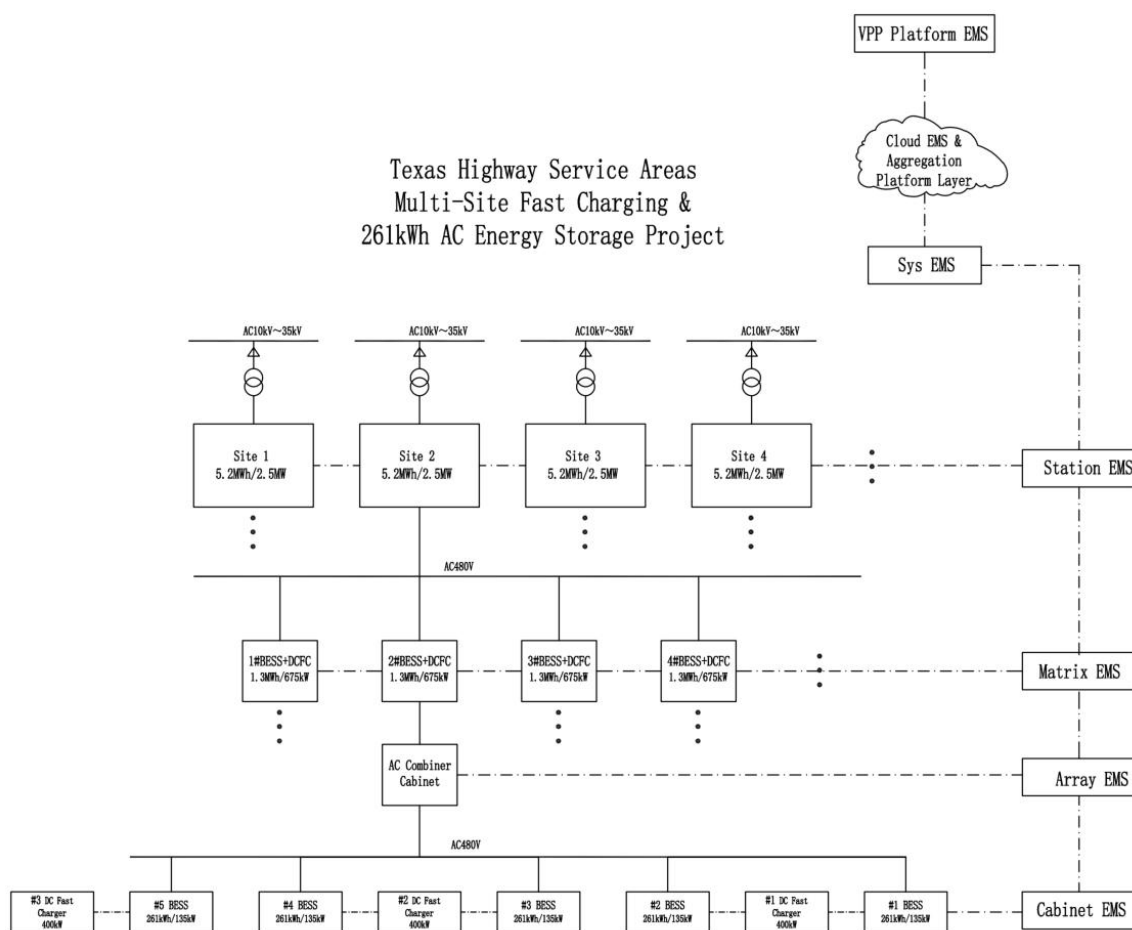 VPP Platform EMS
Cloud EMS &
Aggregation
Platform Layer
Texas Highway Service Areas
Multi-Site Fast Charging &
261kWh AC Energy Storage Project
Sys EMS
AC10kV～35kV
AC10kV～35kV
AC10kV～35kV
AC10kV～35kV
Site 1
5.2MWh/2.5MW
Site 2
5.2MWh/2.5MW
Site 3
5.2MWh/2.5MW
Site 4
5.2MWh/2.5MW
Station EMS
AC480V
1#BESS+DCFC
1.3MWh/675kW
2#BESS+DCFC
1.3MWh/675kW
3#BESS+DCFC
1.3MWh/675kW
4#BESS+DCFC
1.3MWh/675kW
Matrix EMS
AC Combiner
Cabinet
Array EMS
AC480V
#3 DC Fast
Charger
400kW
#5 BESS
261kWh/135kW
#4 BESS
261kWh/135kW
#2 DC Fast
Charger
400kW
#3 BESS
261kWh/135kW
#2 BESS
261kWh/135kW
#1 DC Fast
Charger
400kW
#1 BESS
261kWh/135kW
Cabinet EMS